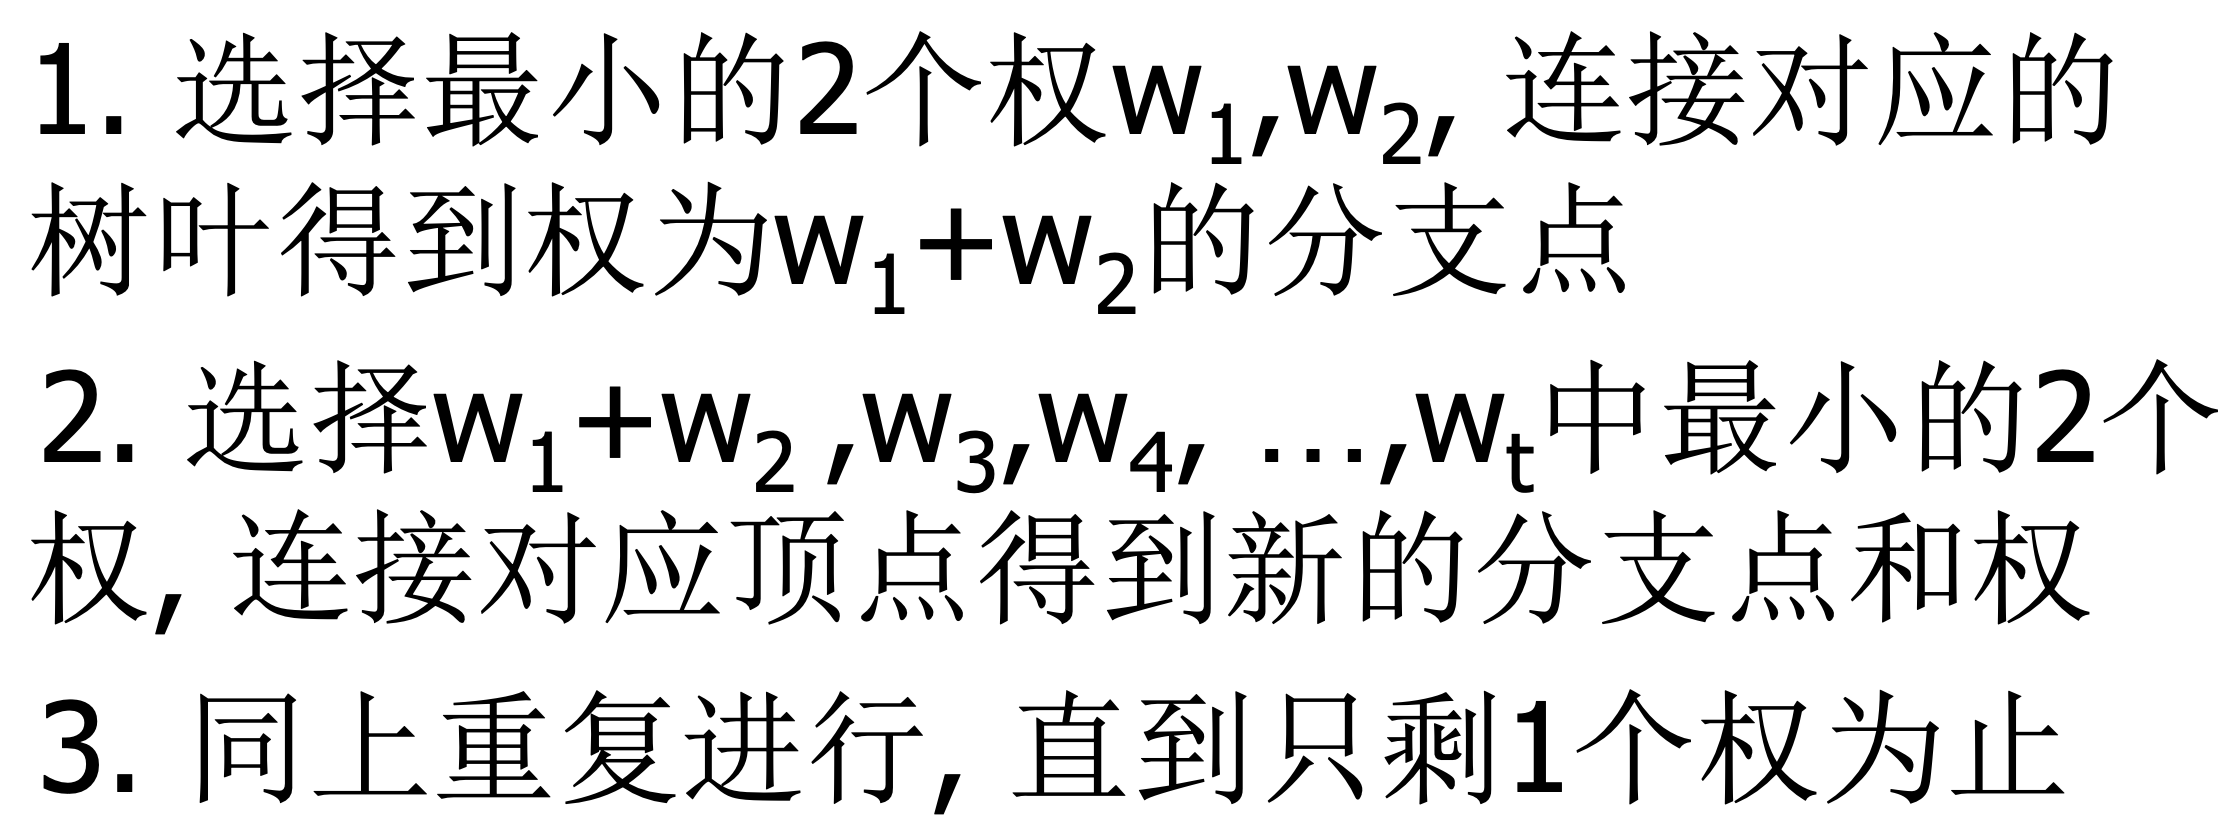 1. 选择最小的2个权w₁,w₂, 连接对应的
树叶得到权为w₁+w₂的分支点
2. 选择w₁+w₂ ,w₃,w₄, …,wₜ中最小的2个
权, 连接对应顶点得到新的分支点和权
3. 同上重复进行, 直到只剩1个权为止